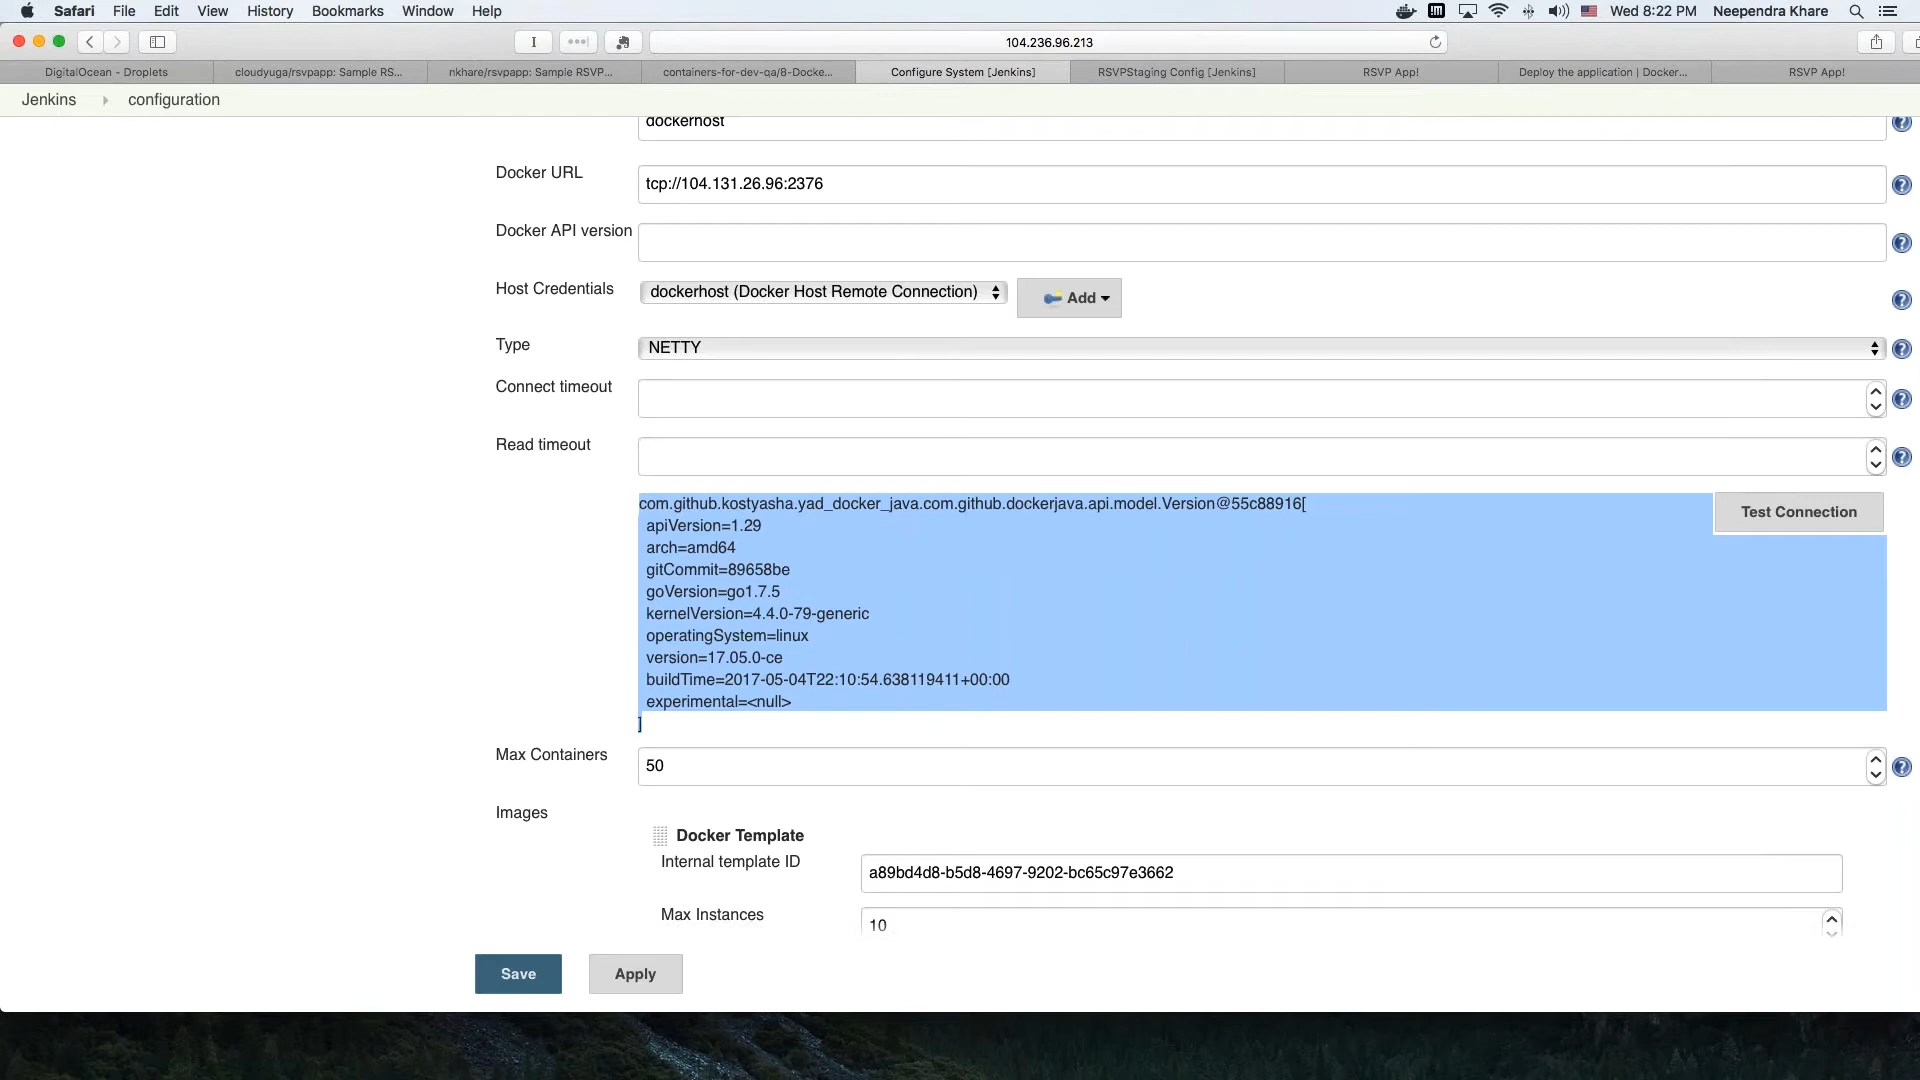 Safari File Edit View History Bookmarks Window Help Wed 8:22 PM Neependra Khare
104.236.96.213
DigitalOcean - Droplets cloudyuga/rsvpapp: Sample RS... nkhare/rsvpapp: Sample RSVP... containers-for-dev-qa/8-Docke... Configure System [Jenkins] RSVPStaging Config [Jenkins] RSVP App! Deploy the application | Docker... RSVP App!
Jenkins configuration
dockerhost
Docker URL tcp://104.131.26.96:2376
Docker API version
Host Credentials dockerhost (Docker Host Remote Connection) Add
Type NETTY
Connect timeout
Read timeout
com.github.kostyasha.yad_docker_java.com.github.dockerjava.api.model.Version@55c88916[ Test Connection
apiVersion=1.29
arch=amd64
gitCommit=89658be
goVersion=go1.7.5
kernelVersion=4.4.0-79-generic
operatingSystem=linux
version=17.05.0-ce
buildTime=2017-05-04T22:10:54.638119411+00:00
experimental=<null>
]
Max Containers 50
Images
Docker Template
Internal template ID a89bd4d8-b5d8-4697-9202-bc65c97e3662
Max Instances 10
Save Apply